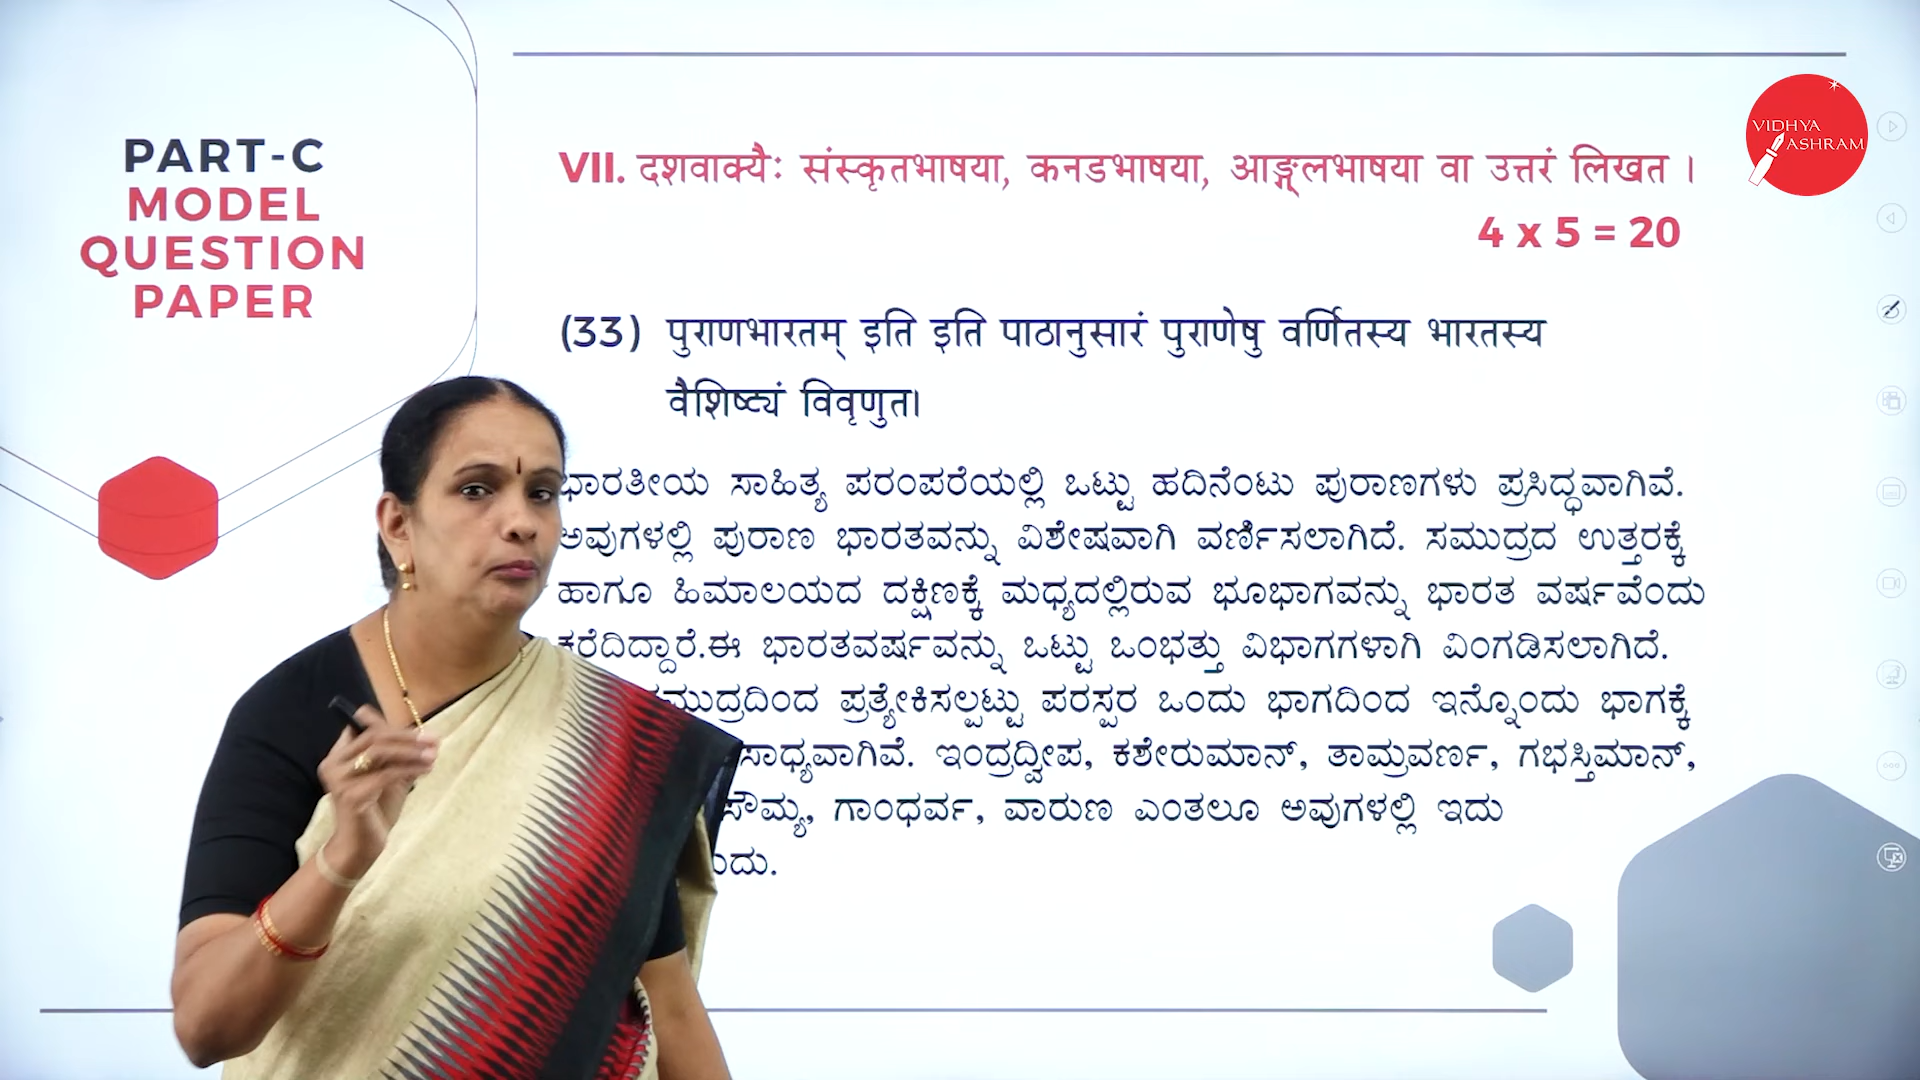 PART-C
MODEL
QUESTION
PAPER
VIDHYA
ASHRAM
VII. दशवाक्यैः संस्कृतभाषया, कनडभाषया, आङ्ग्लभाषया वा उत्तरं लिखत ।
4 x 5 = 20
(33) पुराणभारतम् इति इति पाठानुसारं पुराणेषु वर्णितस्य भारतस्य
वैशिष्ट्यं विवृणुत।
ಭಾರತೀಯ ಸಾಹಿತ್ಯ ಪರಂಪರೆಯಲ್ಲಿ ಒಟ್ಟು ಹದಿನೆಂಟು ಪುರಾಣಗಳು ಪ್ರಸಿದ್ಧವಾಗಿವೆ.
ಅವುಗಳಲ್ಲಿ ಪುರಾಣ ಭಾರತವನ್ನು ವಿಶೇಷವಾಗಿ ವರ್ಣಿಸಲಾಗಿದೆ. ಸಮುದ್ರದ ಉತ್ತರಕ್ಕೆ
ಹಾಗೂ ಹಿಮಾಲಯದ ದಕ್ಷಿಣಕ್ಕೆ ಮಧ್ಯದಲ್ಲಿರುವ ಭೂಭಾಗವನ್ನು ಭಾರತ ವರ್ಷವೆಂದು
ಕರೆದಿದ್ದಾರೆ.ಈ ಭಾರತವರ್ಷವನ್ನು ಒಟ್ಟು ಒಂಭತ್ತು ವಿಭಾಗಗಳಾಗಿ ವಿಂಗಡಿಸಲಾಗಿದೆ.
ಪ್ರತ್ಯೇಕಿಸಲ್ಪಟ್ಟು ಪರಸ್ಪರ ಒಂದು ಭಾಗದಿಂದ ಇನ್ನೊಂದು ಭಾಗಕ್ಕೆ
ಇಂದ್ರದ್ವೀಪ, ಕಶೇರುಮಾನ್, ತಾಮ್ರವರ್ಣ, ಗಭಸ್ತಿಮಾನ್,
ಸೌಮ್ಯ, ಗಾಂಧರ್ವ, ವಾರುಣ ಎಂತಲೂ ಅವುಗಳಲ್ಲಿ ಇದು